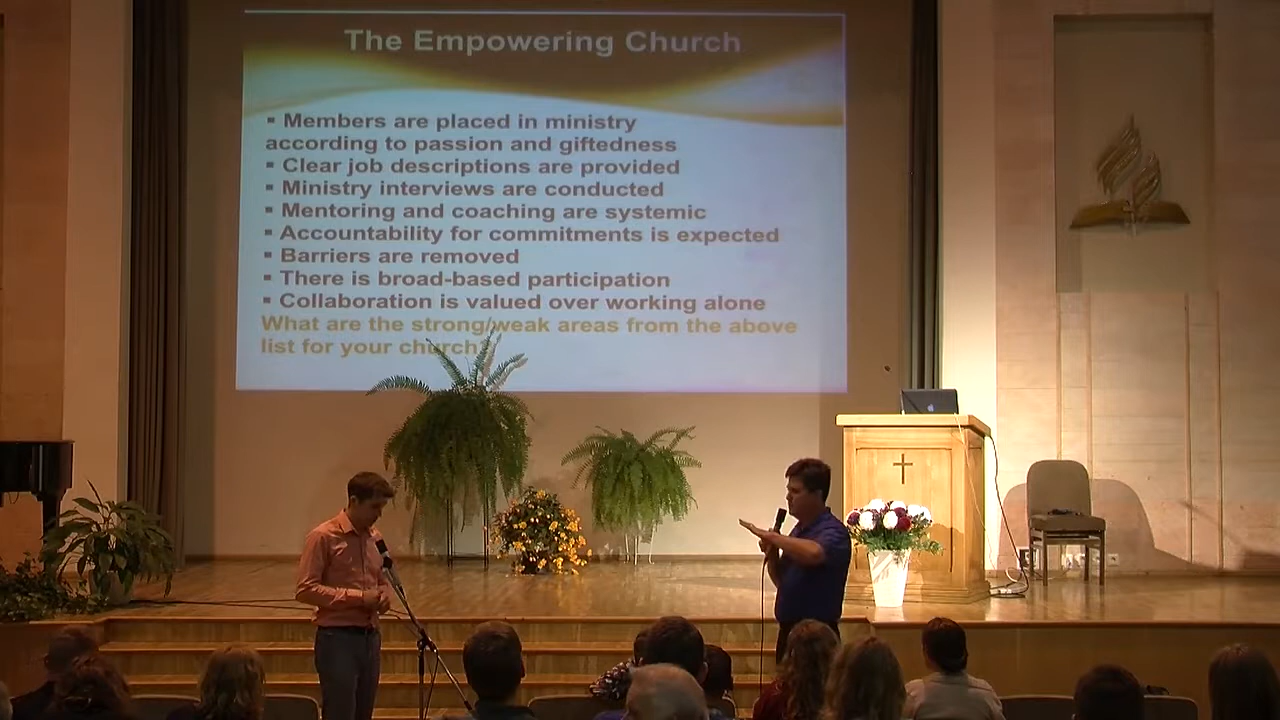 The Empowering Church
▪ Members are placed in ministry
according to passion and giftedness
▪ Clear job descriptions are provided
▪ Ministry interviews are conducted
▪ Mentoring and coaching are systemic
▪ Accountability for commitments is expected
▪ Barriers are removed
▪ There is broad-based participation
▪ Collaboration is valued over working alone
What are the strong/weak areas from the above
list for your church?